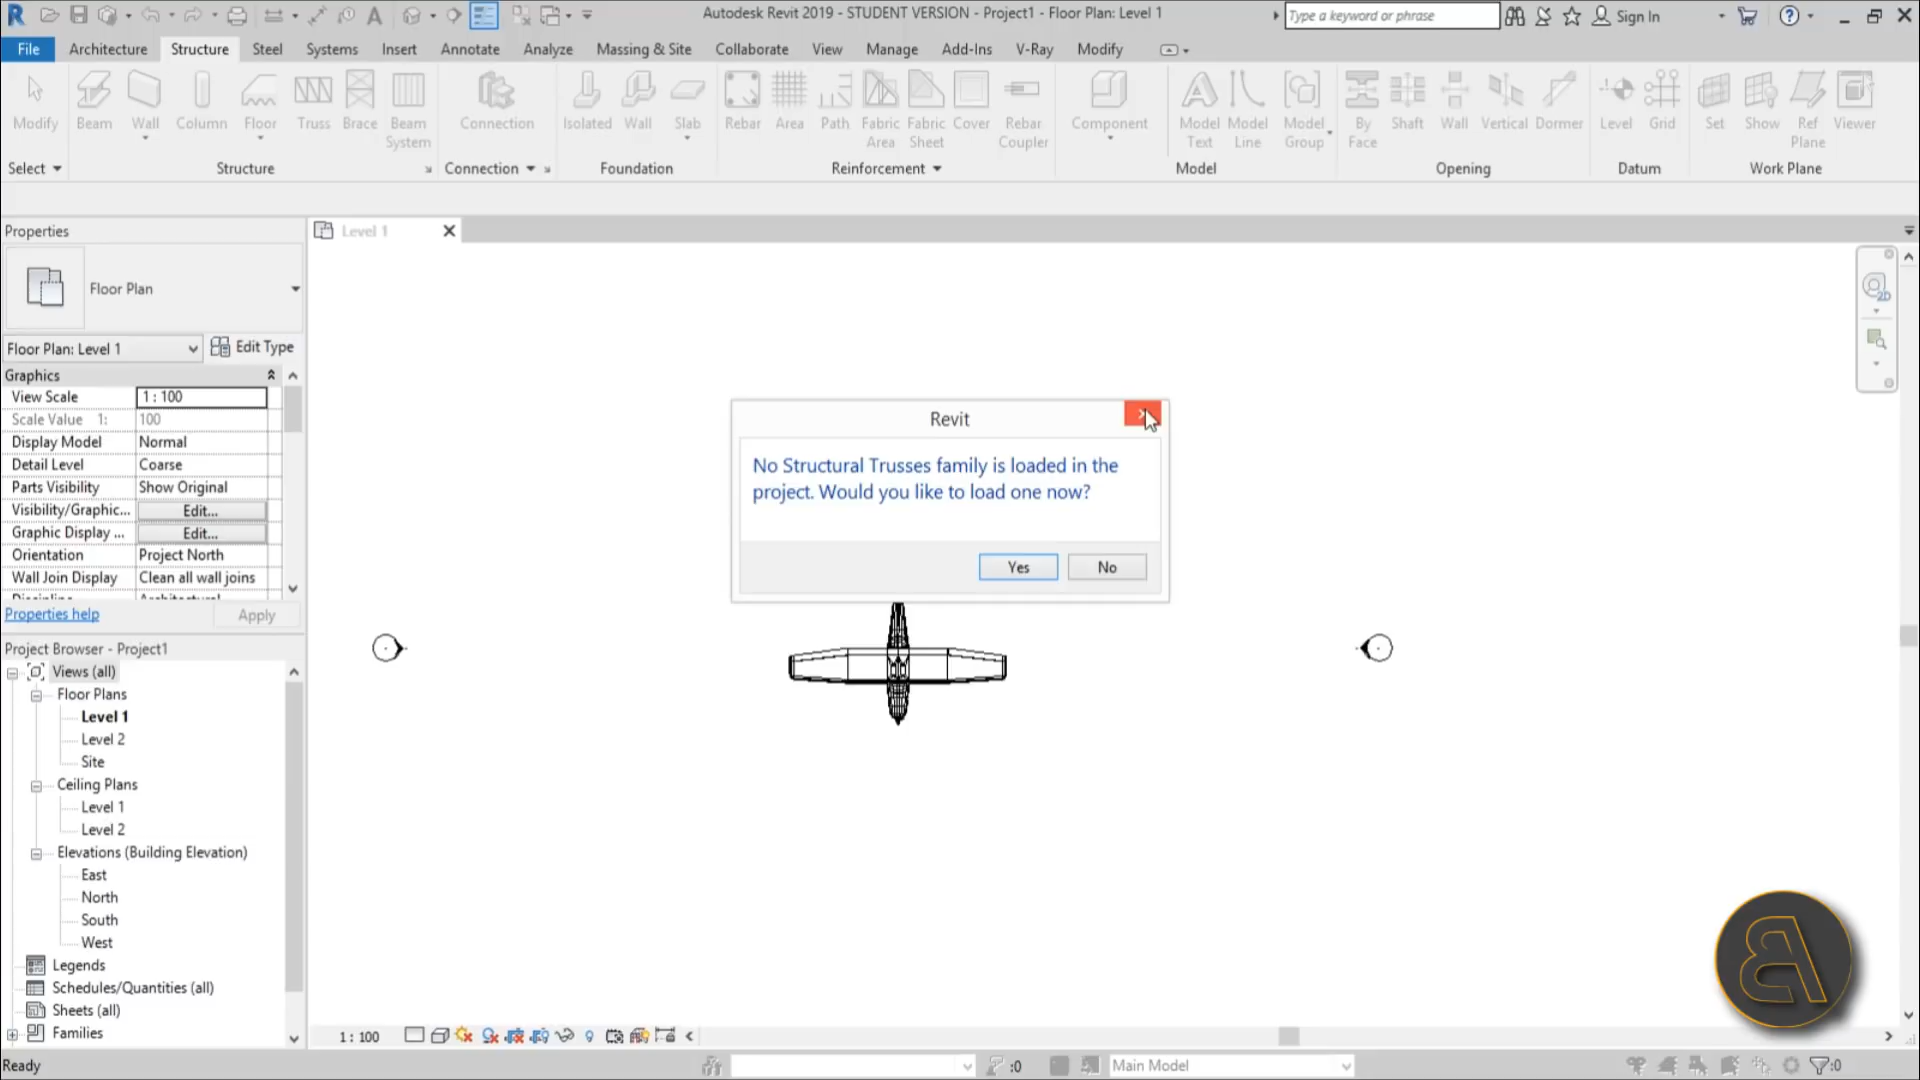 Autodesk Revit 2019 - STUDENT VERSION - Project1 - Floor Plan: Level 1
Type a keyword or phrase
Sign In
File Architecture Structure Steel Systems Insert Annotate Analyze Massing & Site Collaborate View Manage Add-Ins V-Ray Modify
Modify Beam Wall Column Floor Truss Brace Beam System Connection Isolated Wall Slab Rebar Area Path Fabric Area Fabric Sheet Cover Rebar Coupler Component Model Text Model Line Model Group By Face Shaft Wall Vertical Dormer Level Grid Set Show Ref Plane Viewer
Select Structure Connection Foundation Reinforcement Model Opening Datum Work Plane
Properties
Level 1
Floor Plan
Floor Plan: Level 1 Edit Type
Graphics
View Scale 1 : 100
Scale Value 1: 100
Display Model Normal
Detail Level Coarse
Parts Visibility Show Original
Visibility/Graphic... Edit...
Graphic Display ... Edit...
Orientation Project North
Wall Join Display Clean all wall joins
Properties help Apply
Revit
No Structural Trusses family is loaded in the
project. Would you like to load one now?
Yes No
Project Browser - Project1
Views (all)
Floor Plans
Level 1
Level 2
Site
Ceiling Plans
Level 1
Level 2
Elevations (Building Elevation)
East
North
South
West
Legends
Schedules/Quantities (all)
Sheets (all)
Families
2D
1 : 100
Ready
:0
Main Model
:0